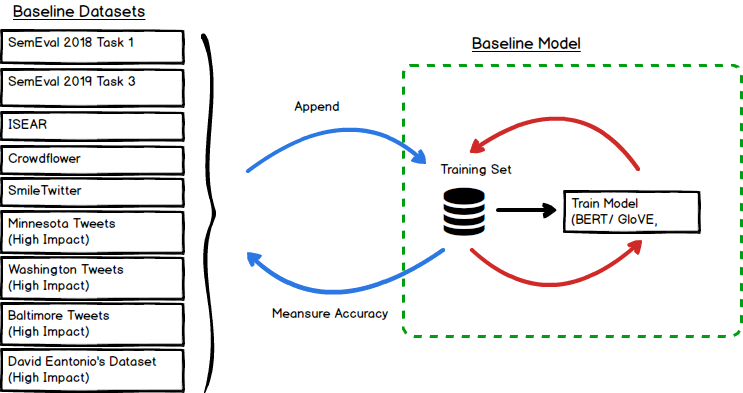 Baseline Datasets
SemEval 2018 Task 1
SemEval 2019 Task 3
ISEAR
Crowdflower
SmileTwitter
Minnesota Tweets
(High Impact)
Washington Tweets
(High Impact)
Baltimore Tweets
(High Impact)
David Eantonio's Dataset
(High Impact)
Append
Meansure Accuracy
Baseline Model
Training Set
Train Model
(BERT/ GloVE,